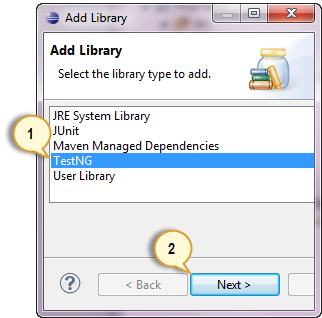 Add Library
Add Library
Select the library type to add.
JRE System Library
JUnit
Maven Managed Dependencies
TestNG
User Library
1
2
?
< Back
Next >